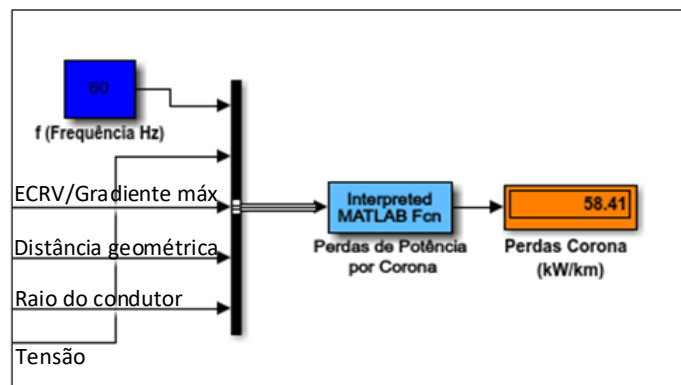 60
f (Frequência Hz)
ECRV/Gradiente máx
Distância geométrica
Raio do condutor
Tensão
Interpreted
MATLAB Fcn
Perdas de Potência
por Corona
58.41
Perdas Corona
(kW/km)